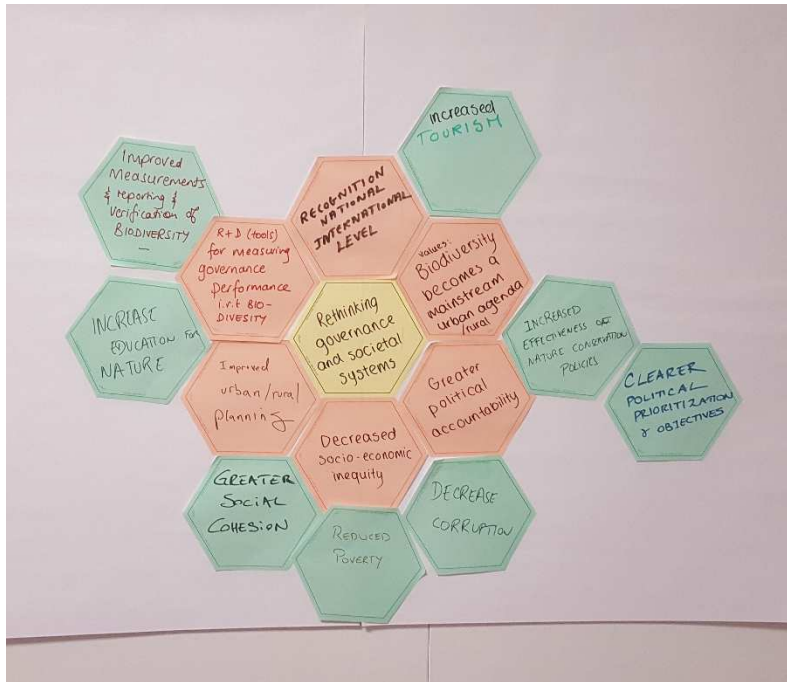 increased
TOURISM
Improved
Measurements
& reporting &
verification of
BIODIVERSITY
RECOGNITION
NATIONAL
INTERNATIONAL
LEVEL
R+D (tools)
for measuring
governance
performance
i.r.t BIO-
DIVESITY
values:
Biodiversity
becomes a
mainstream
urban agenda
/rural
Rethinking
governance
and societal
systems
INCREASE
EDUCATION FOR
NATURE
INCREASED
EFFECTIVENESS OF
NATURE CONSERVATION
POLICIES
CLEARER
POLITICAL
PRIORITIZATION
& OBJECTIVES
Improved
urban/rural
planning
Greater
political
accountability
Decreased
socio-economic
inequity
GREATER
SOCIAL
COHESION
DECREASE
CORRUPTION
REDUCED
POVERTY